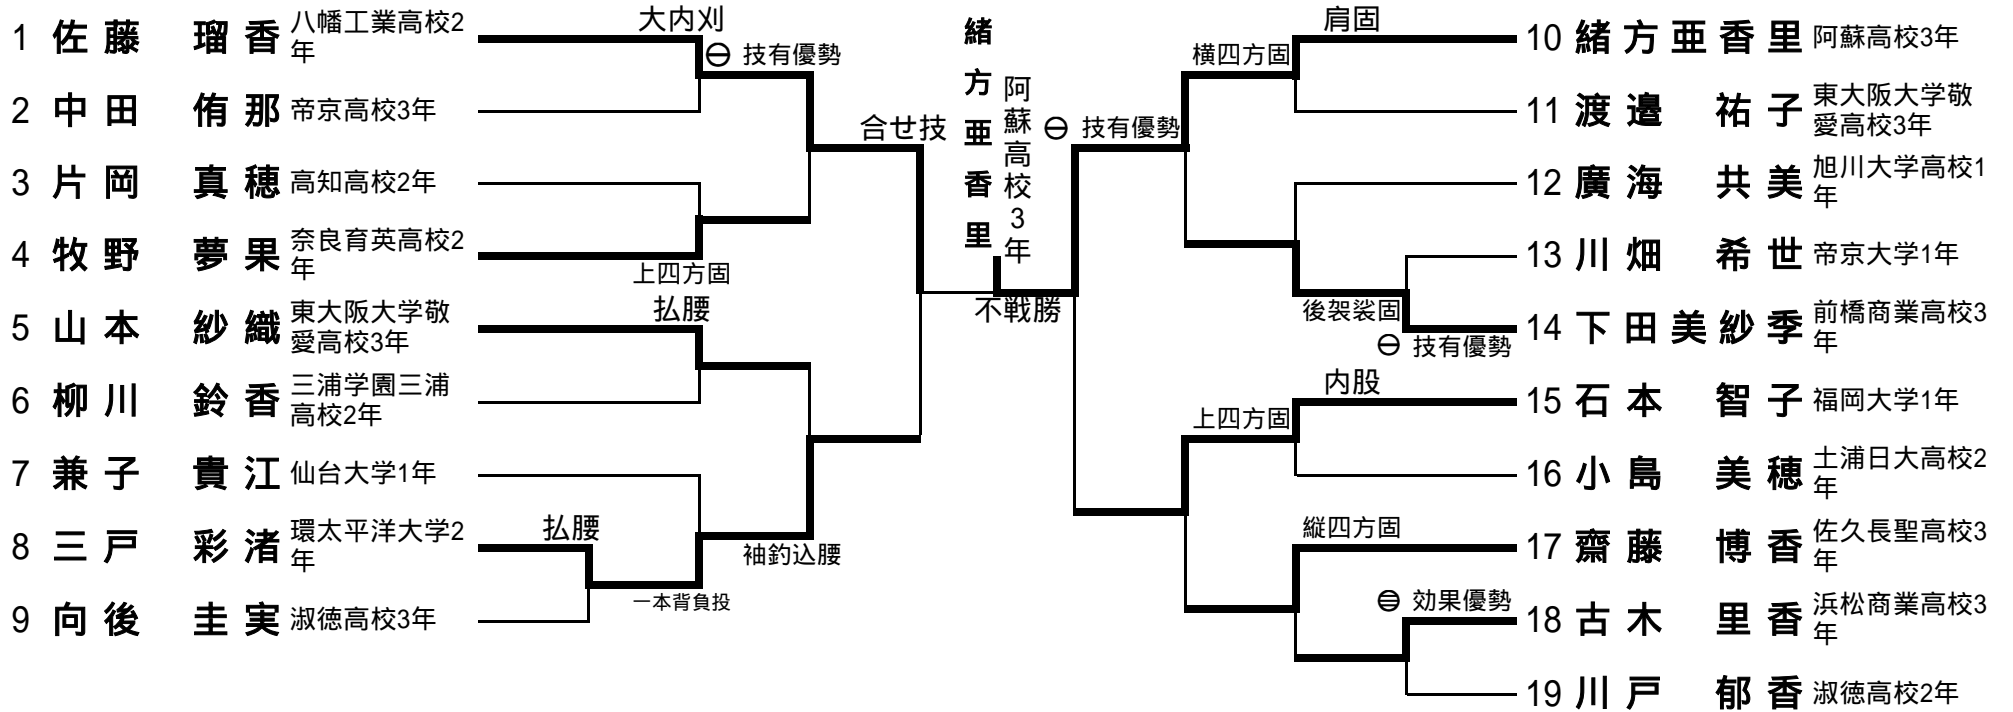 1 佐藤 瑠香 八幡工業高校2
年
2 中田 侑那 帝京高校3年
3 片岡 真穂 高知高校2年
4 牧野 夢果 奈良育英高校2
年
5 山本 紗織 東大阪大学敬
愛高校3年
6 柳川 鈴香 三浦学園三浦
高校2年
7 兼子 貴江 仙台大学1年
8 三戸 彩渚 環太平洋大学2
年
9 向後 圭実 淑徳高校3年
大内刈
⊖ 技有優勢
上四方固
払腰
払腰
一本背負投
袖釣込腰
合せ技
緒方亜香里
阿蘇高校3年
不戦勝
⊖ 技有優勢
横四方固
肩固
後袈裟固
⊖ 技有優勢
内股
上四方固
縦四方固
効果優勢
10 緒方亜香里 阿蘇高校3年
11 渡邉 祐子 東大阪大学敬
愛高校3年
12 廣海 共美 旭川大学高校1
年
13 川畑 希世 帝京大学1年
14 下田美紗季 前橋商業高校3
年
15 石本 智子 福岡大学1年
16 小島 美穂 土浦日大高校2
年
17 齋藤 博香 佐久長聖高校3
年
18 古木 里香 浜松商業高校3
年
19 川戸 郁香 淑徳高校2年